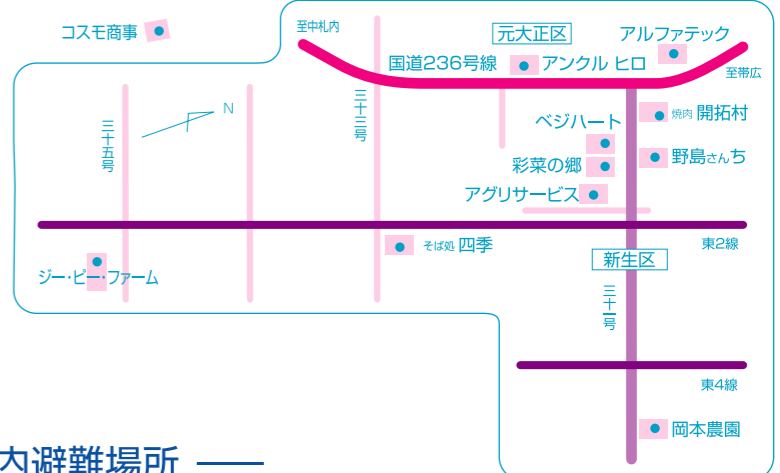 コスモ商事
至中札内
元大正区
アルファテック
国道236号線
アンクル ヒロ
至帯広
三十五号
N
三十三号
ベジハート
焼肉 開拓村
彩菜の郷
野島さんち
アグリサービス
そば処 四季
東2線
新生区
ジー・ピー・ファーム
三十一号
東4線
岡本農園
内避難場所